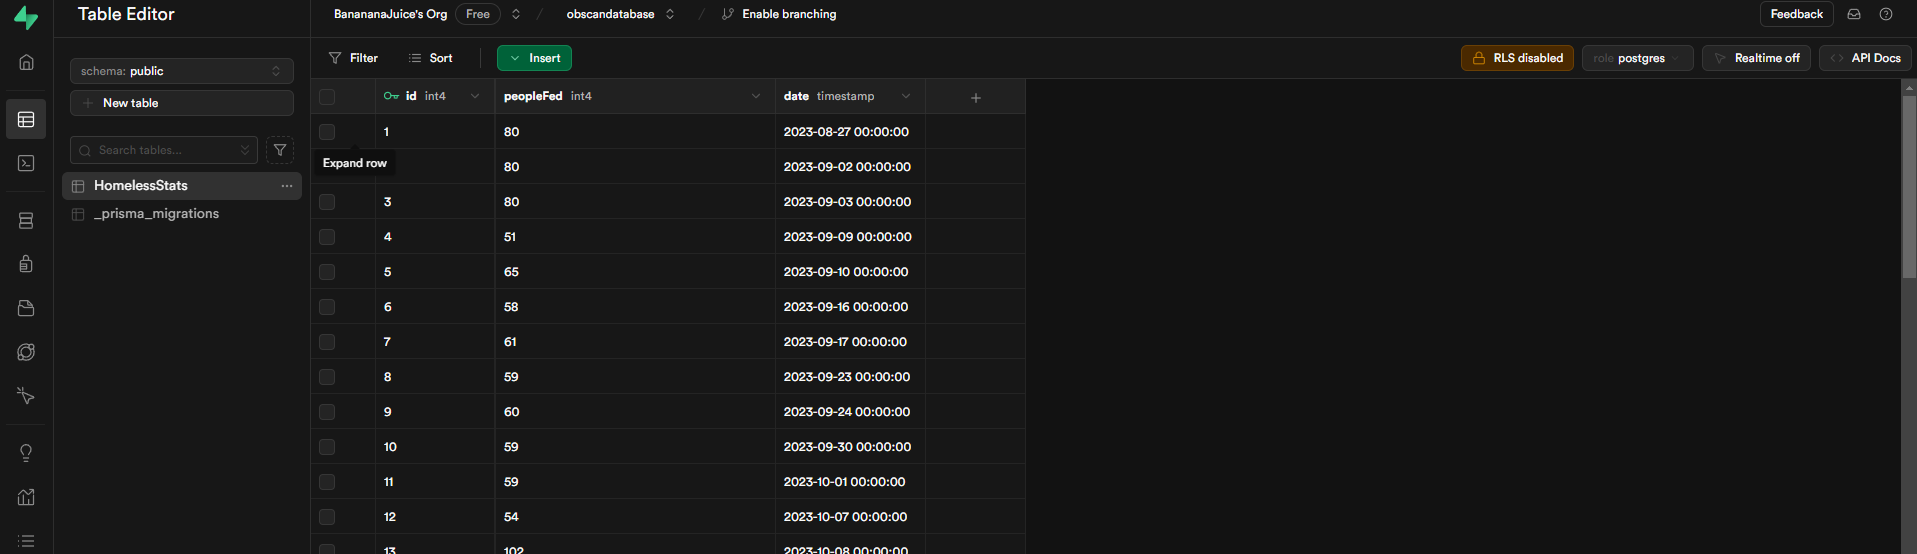 Table Editor
BanananaJuice's Org Free / obscandatabase / Enable branching
Feedback
schema: public
New table
Search tables...
HomelessStats
_prisma_migrations
Filter Sort Insert
RLS disabled role postgres Realtime off API Docs
id int4 peopleFed int4 date timestamp +
1 80 2023-08-27 00:00:00
Expand row
80 2023-09-02 00:00:00
3 80 2023-09-03 00:00:00
4 51 2023-09-09 00:00:00
5 65 2023-09-10 00:00:00
6 58 2023-09-16 00:00:00
7 61 2023-09-17 00:00:00
8 59 2023-09-23 00:00:00
9 60 2023-09-24 00:00:00
10 59 2023-09-30 00:00:00
11 59 2023-10-01 00:00:00
12 54 2023-10-07 00:00:00
13 102 2023-10-08 00:00:00